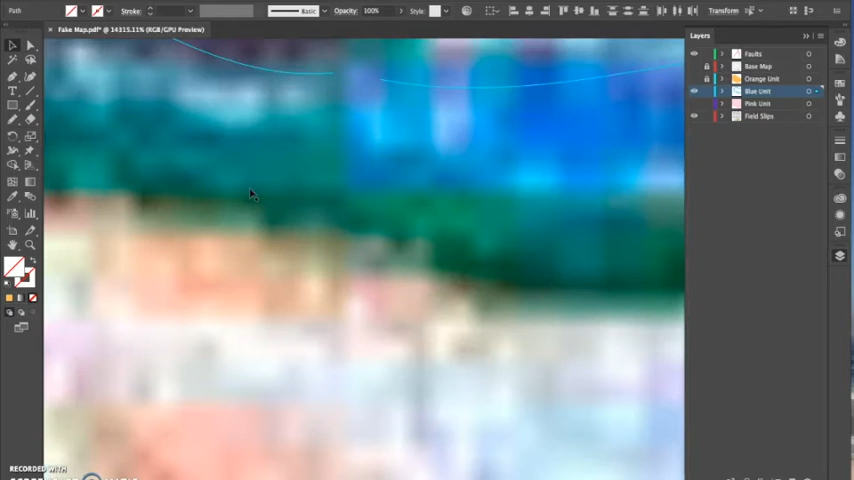 Path
Stroke:
Basic
Opacity: 100%
Style:
Transform
× Fake Map.pdf* @ 14315.11% (RGB/GPU Preview)
Layers
Faults
Base Map
Orange Unit
Blue Unit
Pink Unit
Field Slips
RECORDED WITH